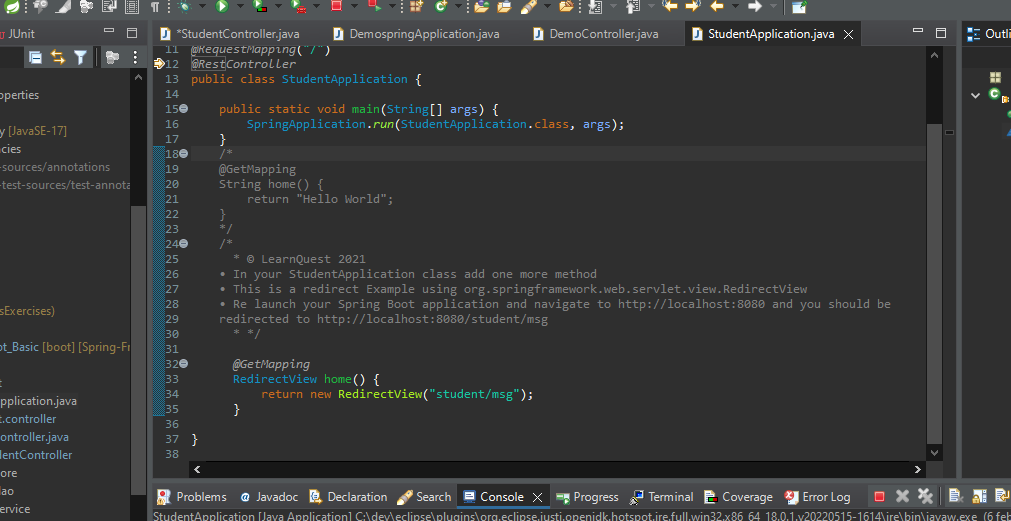 JUnit
*StudentController.java
DemospringApplication.java
DemoController.java
StudentApplication.java
Outli
operties
y [JavaSE-17]
cies
-sources/annotations
-test-sources/test-annota
sExercises)
ot_Basic [boot] [Spring-Fr
t
pplication.java
t.controller
ontroller.java
dentController
ore
dao
ervice
11 @RequestMapping("/")
12 @RestController
13 public class StudentApplication {
14
15 public static void main(String[] args) {
16 SpringApplication.run(StudentApplication.class, args);
17 }
18 /*
19 @GetMapping
20 String home() {
21 return "Hello World";
22 }
23 */
24 /*
25 * © LearnQuest 2021
26 • In your StudentApplication class add one more method
27 • This is a redirect Example using org.springframework.web.servlet.view.RedirectView
28 • Re launch your Spring Boot application and navigate to http://localhost:8080 and you should be
29 redirected to http://localhost:8080/student/msg
30 * */
31
32 @GetMapping
33 RedirectView home() {
34 return new RedirectView("student/msg");
35 }
36
37 }
38
Problems
@ Javadoc
Declaration
Search
Console
Progress
Terminal
Coverage
Error Log
StudentApplication [Java Application] C:\dev\eclipse\plugins\org.eclipse.justj.openjdk.hotspot.jre.full.win32.x86_64_18.0.1.v20220515-1614\jre\bin\javaw.exe (6 feb